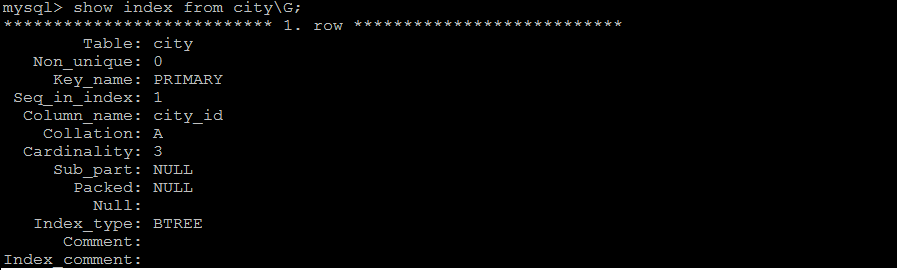 mysql> show index from city\G;
*************************** 1. row ***************************
Table: city
Non_unique: 0
Key_name: PRIMARY
Seq_in_index: 1
Column_name: city_id
Collation: A
Cardinality: 3
Sub_part: NULL
Packed: NULL
Null:
Index_type: BTREE
Comment:
Index_comment: